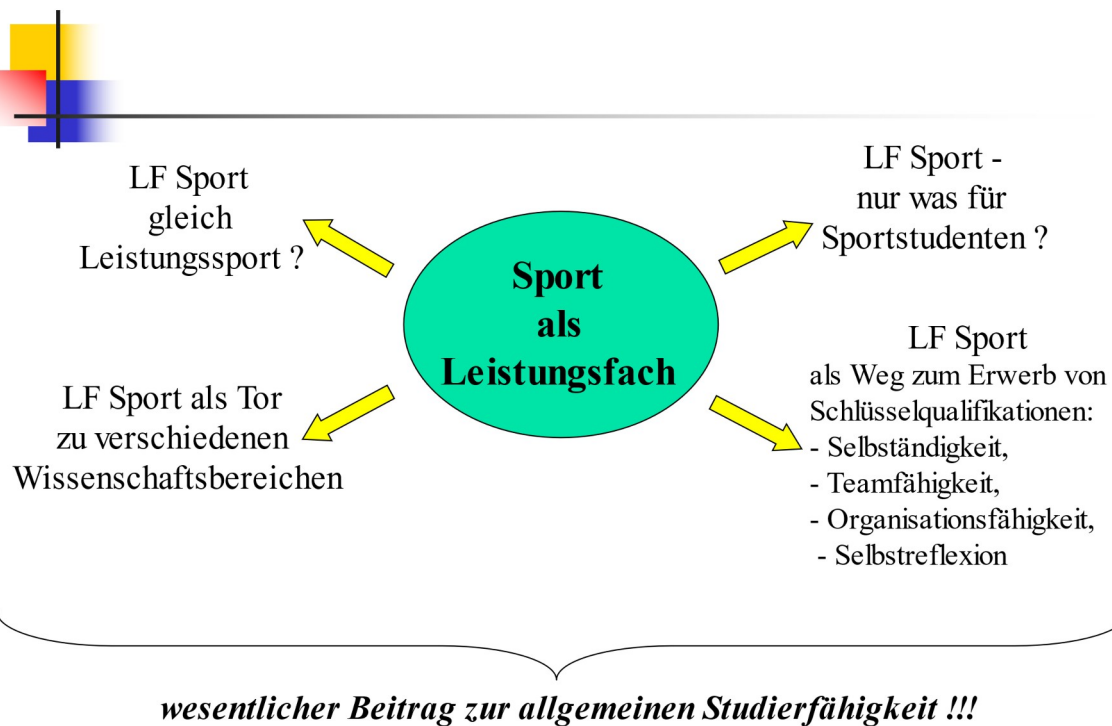 LF Sport
gleich
Leistungssport ?
LF Sport -
nur was für
Sportstudenten ?
Sport
als
Leistungsfach
LF Sport als Tor
zu verschiedenen
Wissenschaftsbereichen
LF Sport
als Weg zum Erwerb von
Schlüsselqualifikationen:
- Selbständigkeit,
- Teamfähigkeit,
- Organisationsfähigkeit,
- Selbstreflexion
wesentlicher Beitrag zur allgemeinen Studierfähigkeit !!!